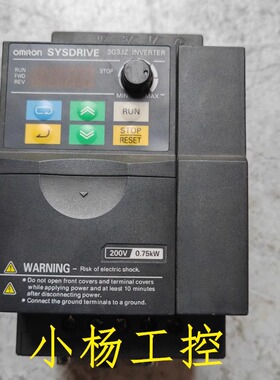 OMRON SYSDRIVE 3G3JZ INVERTER
RUN
FWD
REV
STOP
MIN. MAX.
RUN
STOP
RESET
200V 0.75kW
WARNING - Risk of electric shock.
• Do not open front covers and terminal covers
while applying power and at least 10 minutes
after disconnecting power.
• Connect the ground terminals to a ground.
小杨工控